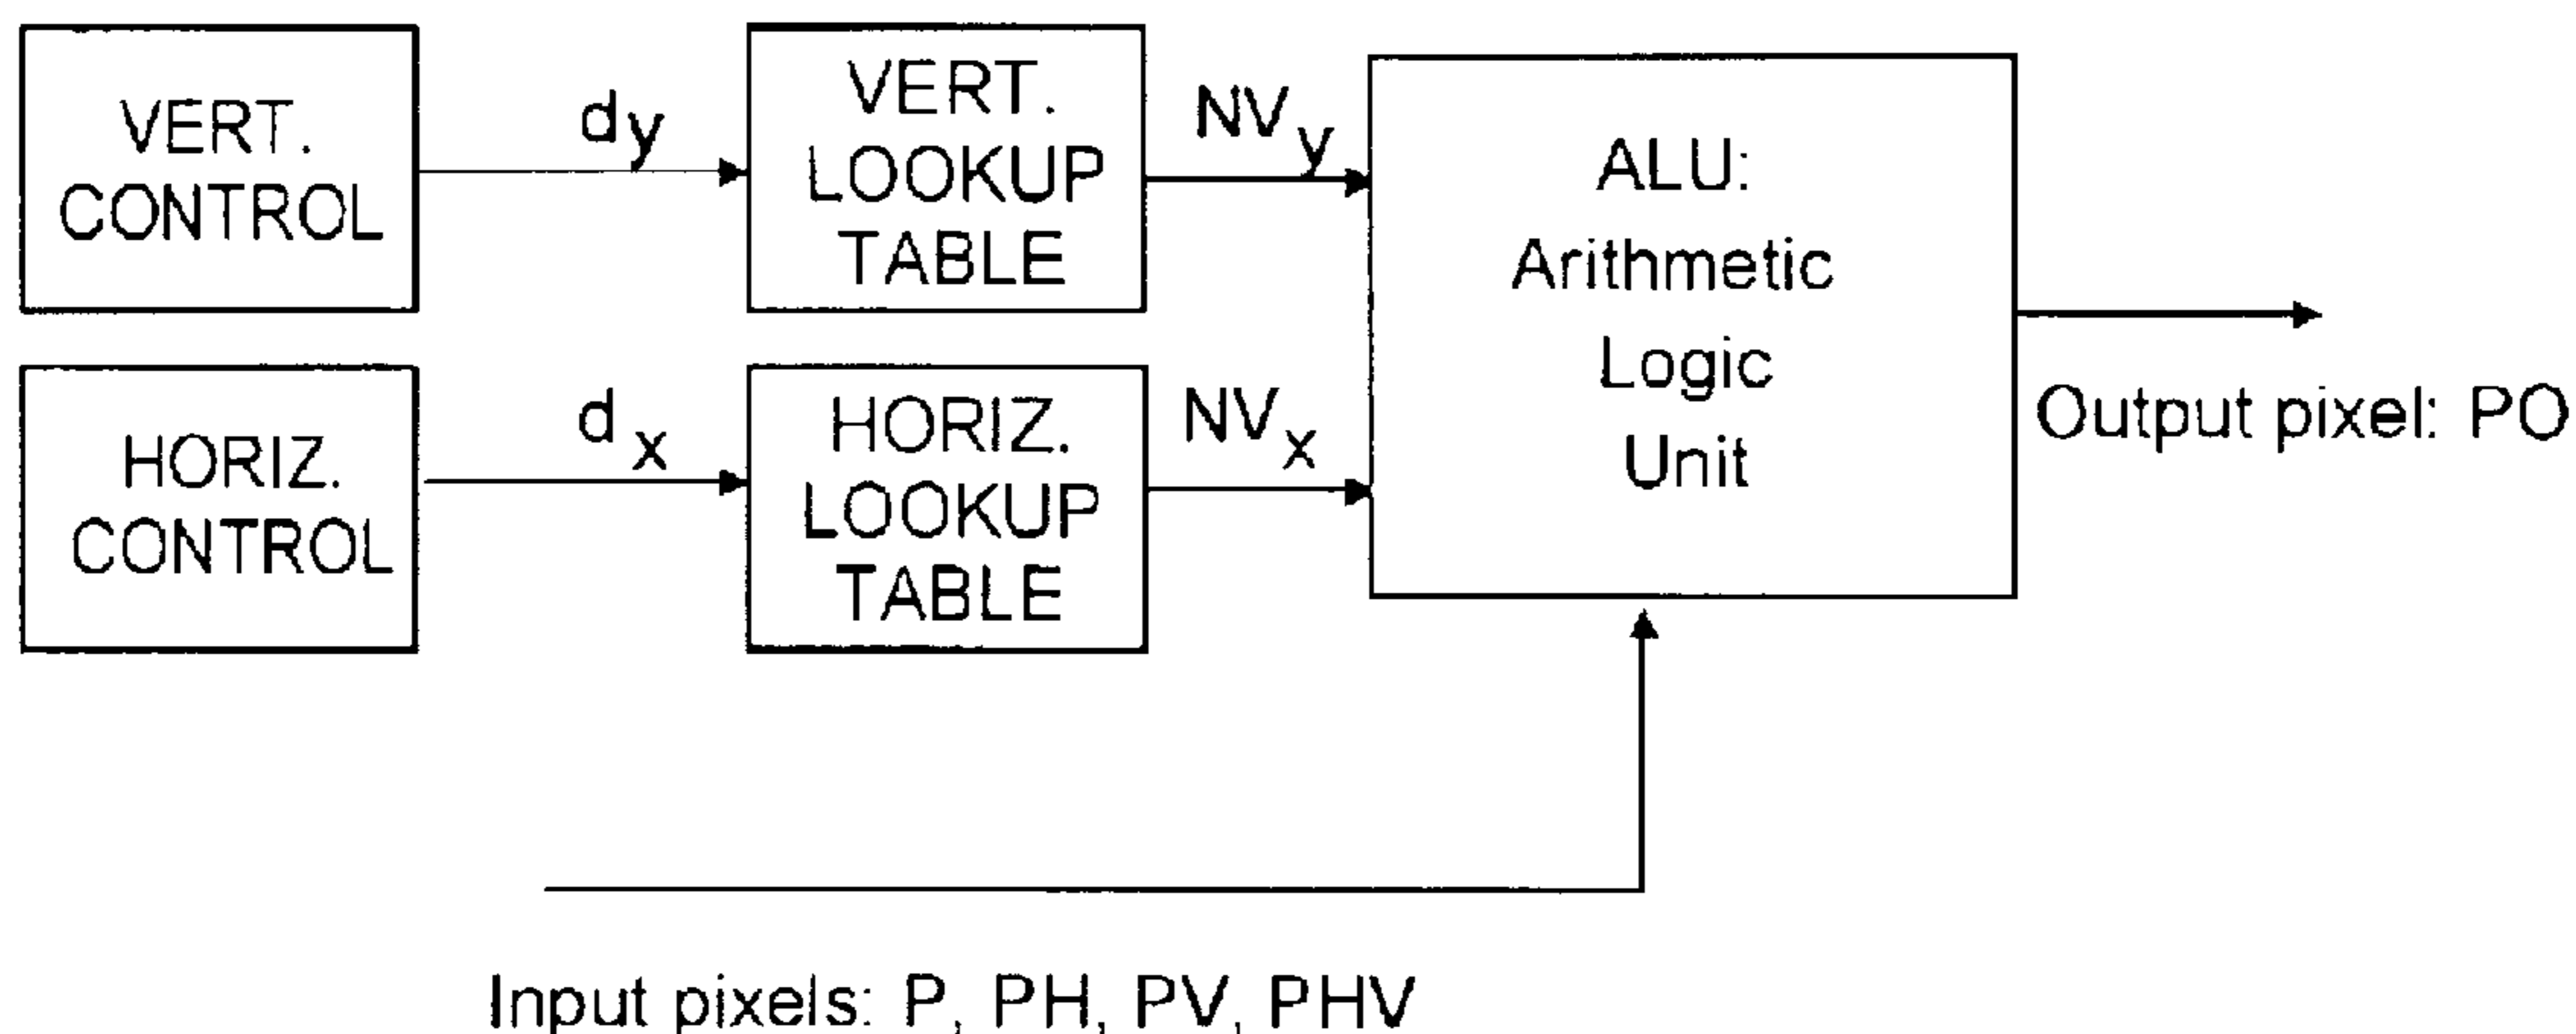 VERT.
CONTROL
dy
VERT.
LOOKUP
TABLE
NVy
ALU:
Arithmetic
Logic
Unit
HORIZ.
CONTROL
dx
HORIZ.
LOOKUP
TABLE
NVx
Output pixel: PO
Input pixels: P, PH, PV, PHV